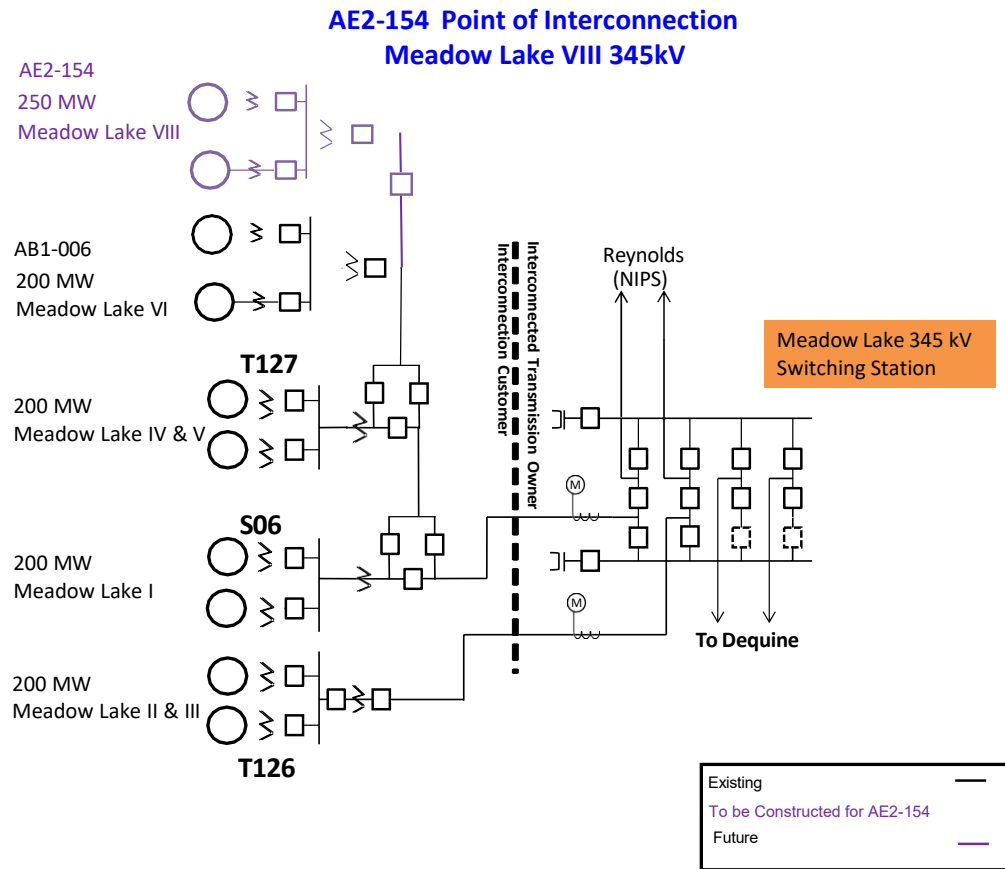 AE2-154  Point of Interconnection
Meadow Lake VIII 345kV
AE2-154
250 MW
Meadow Lake VIII
AB1-006
200 MW
Meadow Lake VI
T127
200 MW
Meadow Lake IV & V
S06
200 MW
Meadow Lake I
200 MW
Meadow Lake II & III
T126
Interconnected Transmission Owner
Interconnection Customer
Reynolds
(NIPS)
Meadow Lake 345 kV
Switching Station
M
M
To Dequine
Existing
To be Constructed for AE2-154
Future